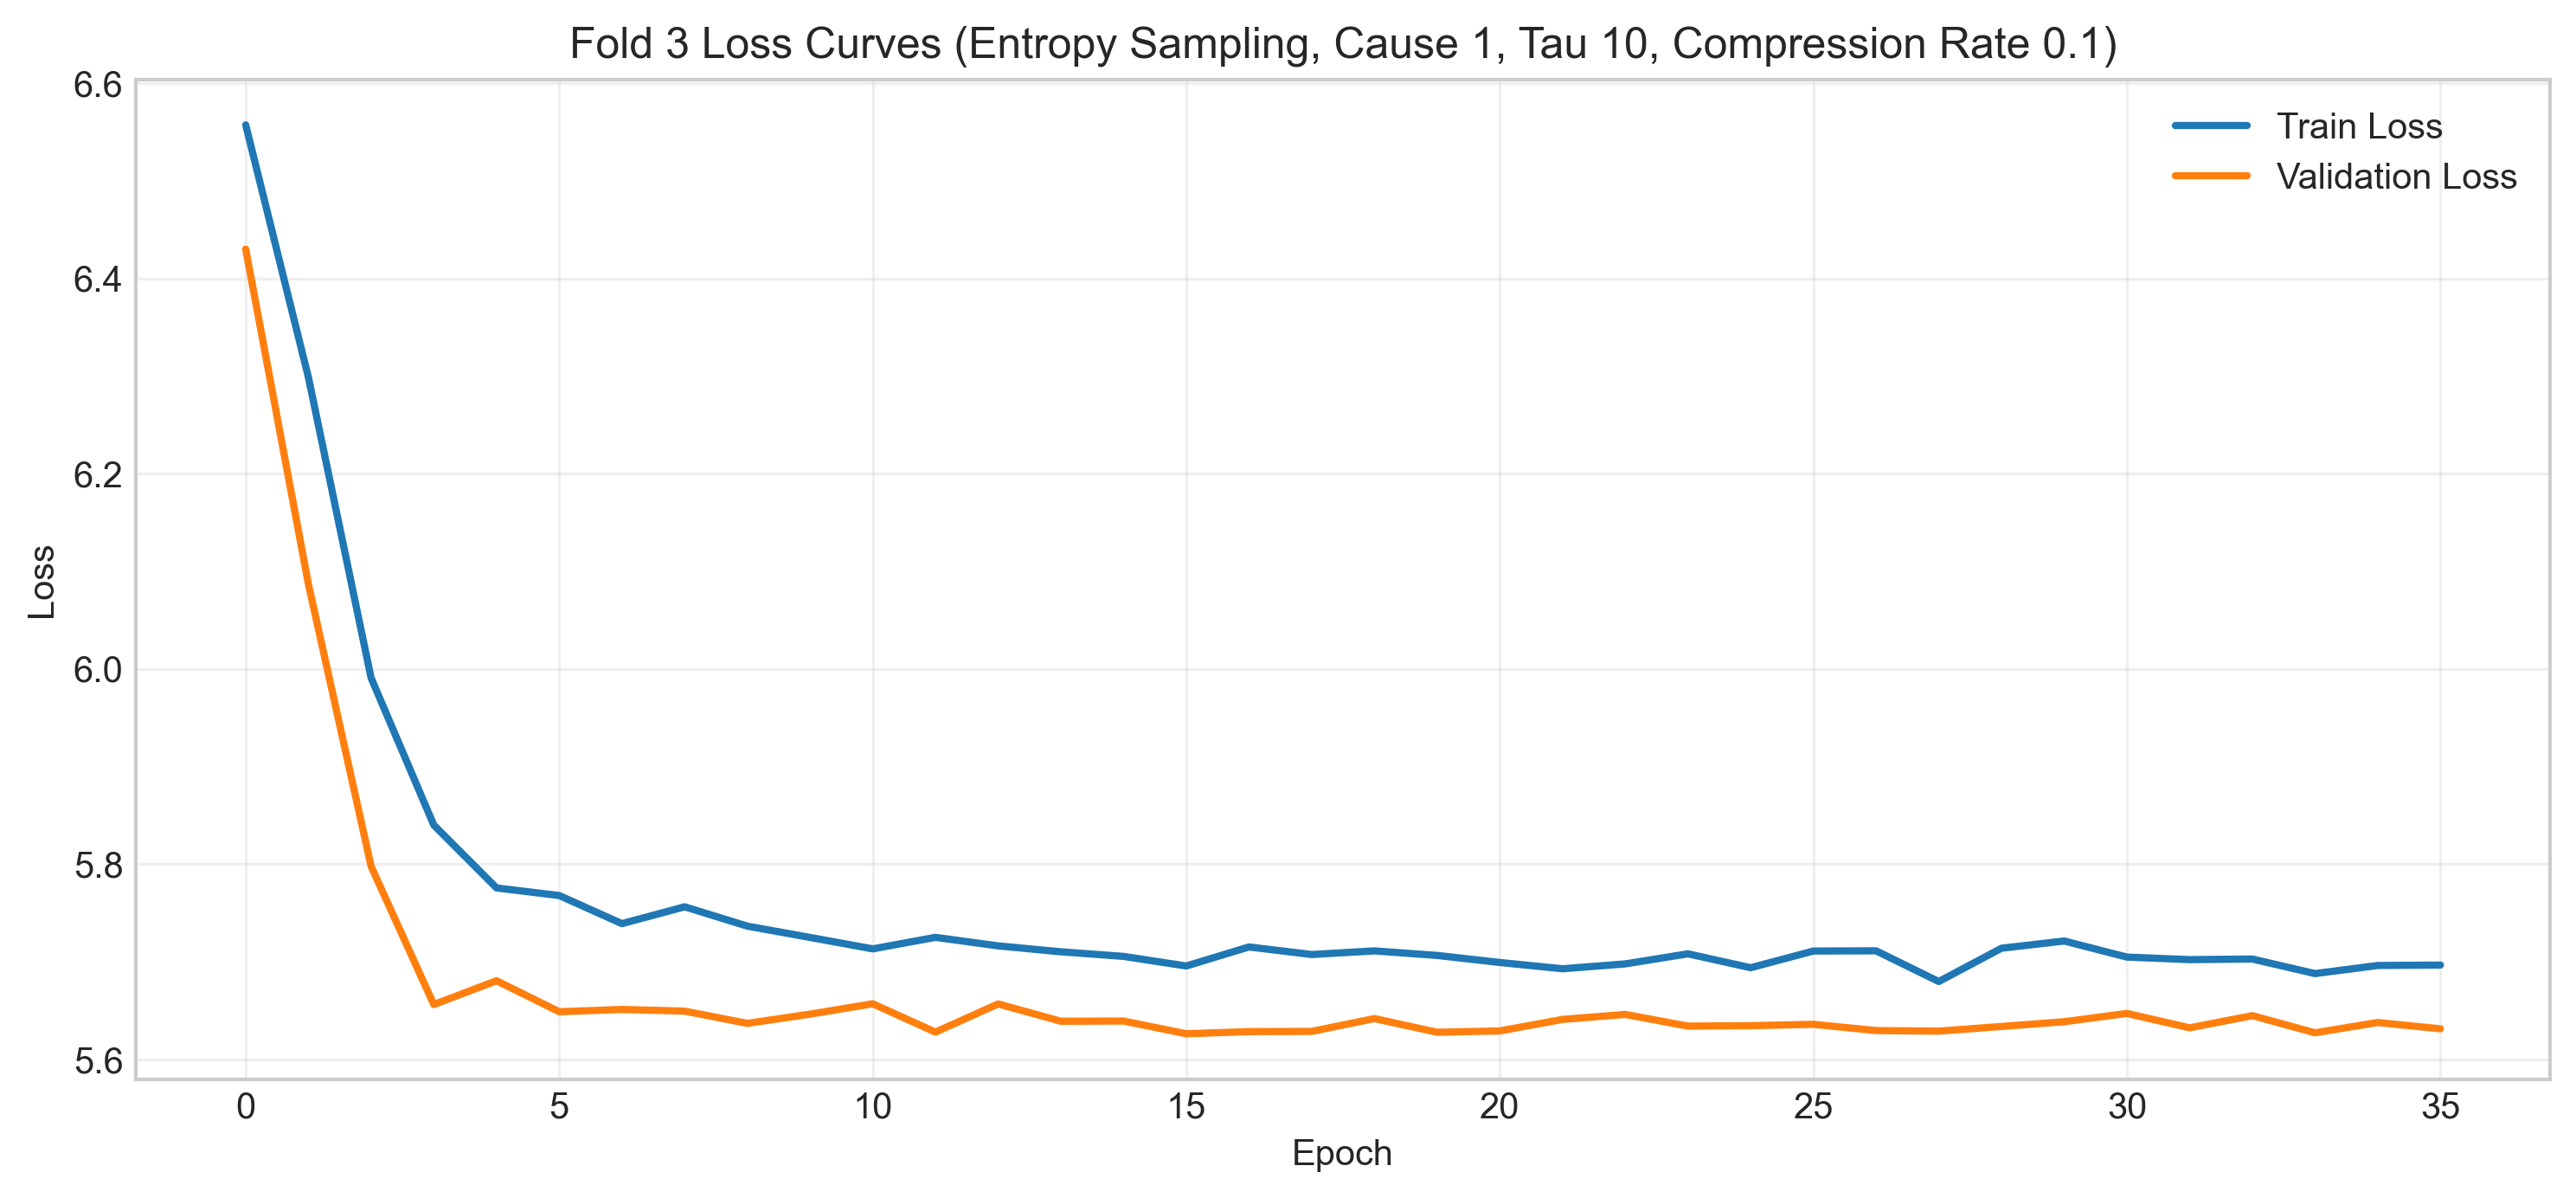 Fold 3 Loss Curves (Entropy Sampling, Cause 1, Tau 10, Compression Rate 0.1)
Train Loss
Validation Loss
6.6
6.4
6.2
6.0
5.8
5.6
Loss
0 5 10 15 20 25 30 35
Epoch